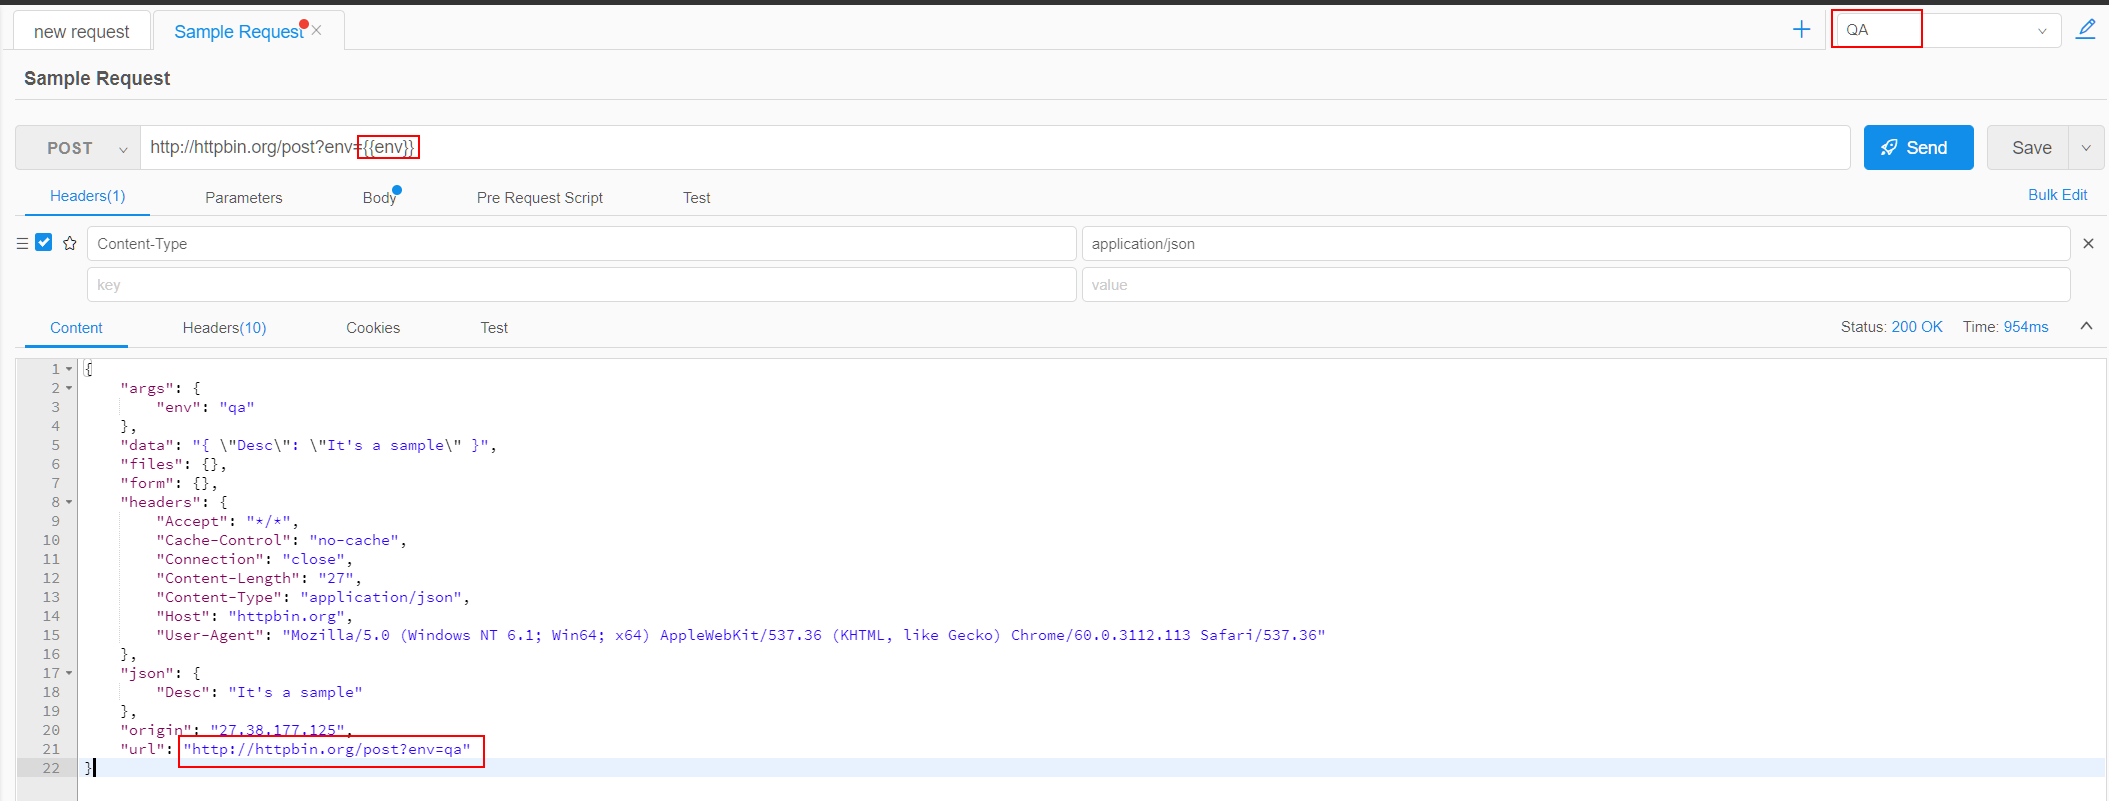 new request
Sample Request
QA
Sample Request
POST
http://httpbin.org/post?env={{env}}
Send
Save
Headers(1)
Parameters
Body
Pre Request Script
Test
Bulk Edit
Content-Type
application/json
key
value
Content
Headers(10)
Cookies
Test
Status: 200 OK
Time: 954ms
1 {
2 "args": {
3 "env": "qa"
4 },
5 "data": "{ \"Desc\": \"It's a sample\" }",
6 "files": {},
7 "form": {},
8 "headers": {
9 "Accept": "*/*",
10 "Cache-Control": "no-cache",
11 "Connection": "close",
12 "Content-Length": "27",
13 "Content-Type": "application/json",
14 "Host": "httpbin.org",
15 "User-Agent": "Mozilla/5.0 (Windows NT 6.1; Win64; x64) AppleWebKit/537.36 (KHTML, like Gecko) Chrome/60.0.3112.113 Safari/537.36"
16 },
17 "json": {
18 "Desc": "It's a sample"
19 },
20 "origin": "27.38.177.125",
21 "url": "http://httpbin.org/post?env=qa"
22 }